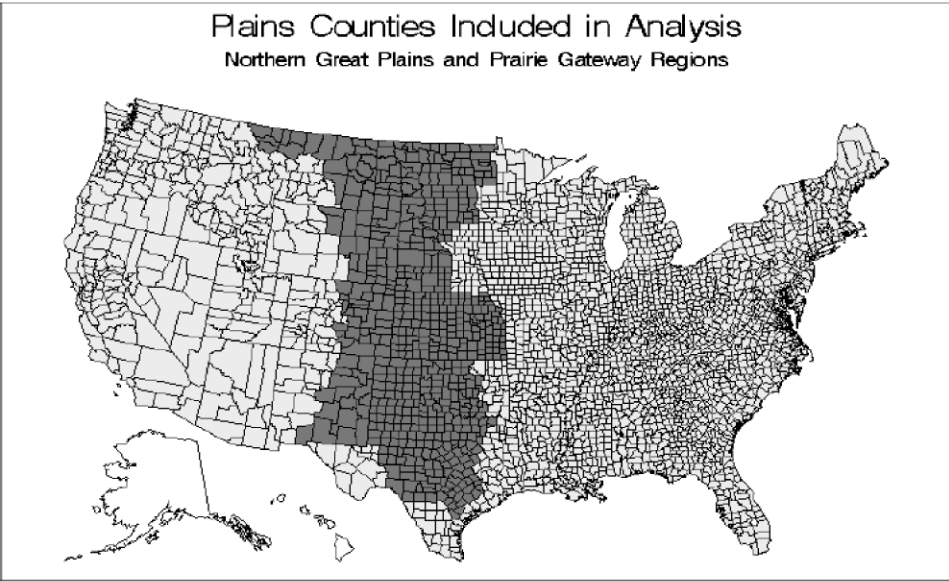 Plains Counties Included in Analysis
Northern Great Plains and Prairie Gateway Regions